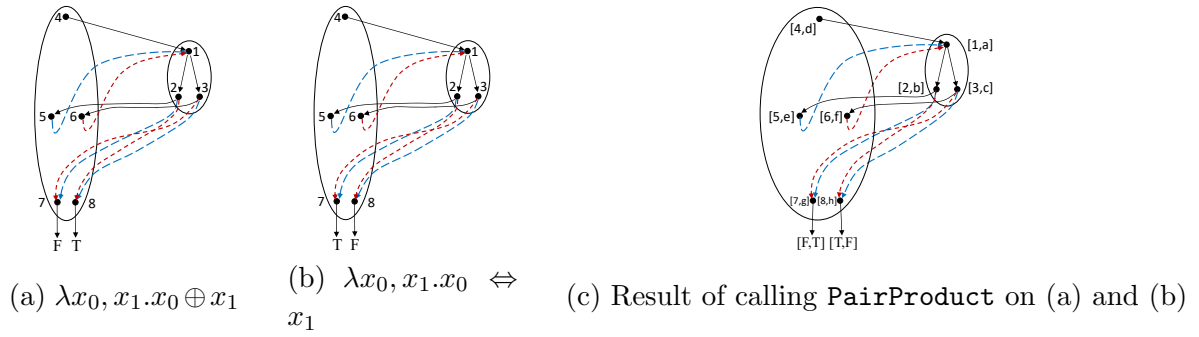 4
1
2
3
5
6
7
8
F T
(a) λx₀, x₁.x₀ ⊕ x₁
4
1
2
3
5
6
7
8
T F
(b) λx₀, x₁.x₀ ⇔
x₁
[4,d]
[1,a]
[2,b]
[3,c]
[5,e]
[6,f]
[7,g] [8,h]
[F,T] [T,F]
(c) Result of calling PairProduct on (a) and (b)